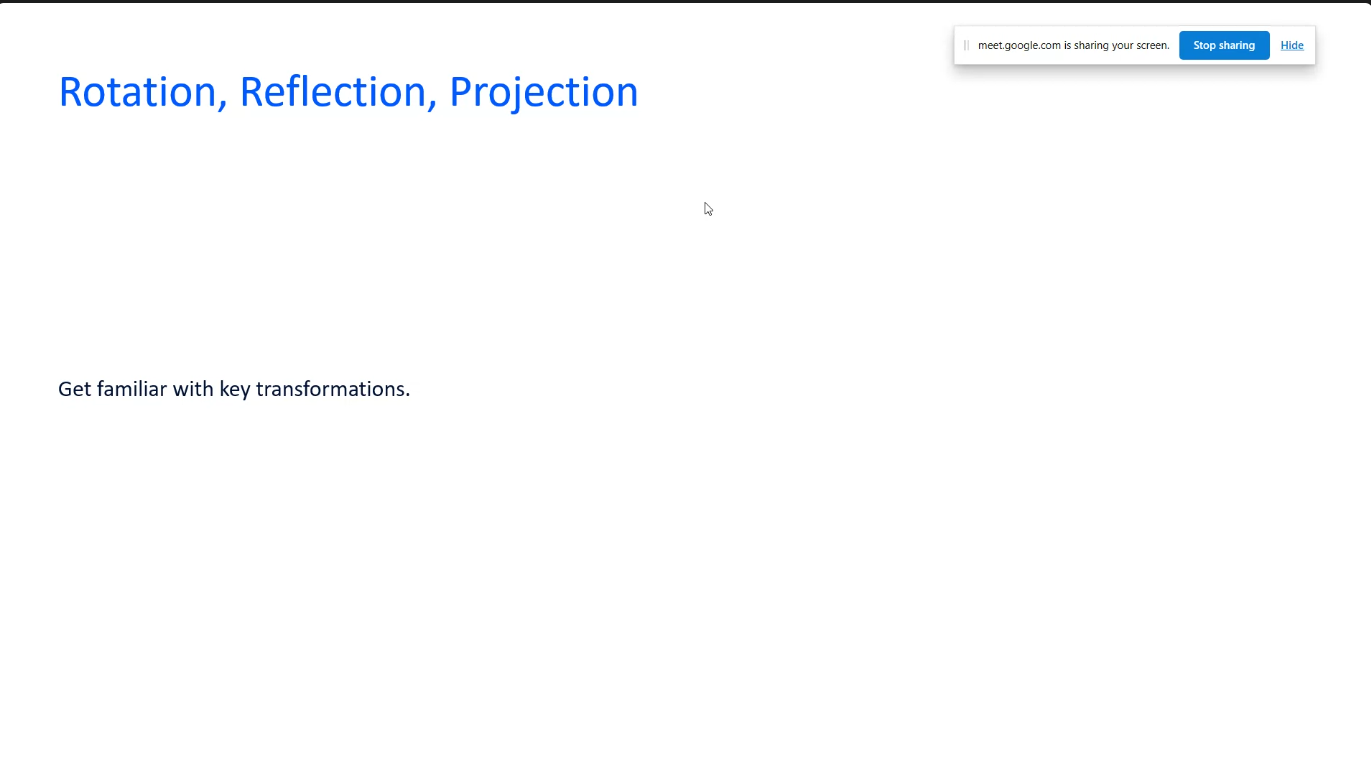 meet.google.com is sharing your screen. Stop sharing Hide
Rotation, Reflection, Projection
Get familiar with key transformations.